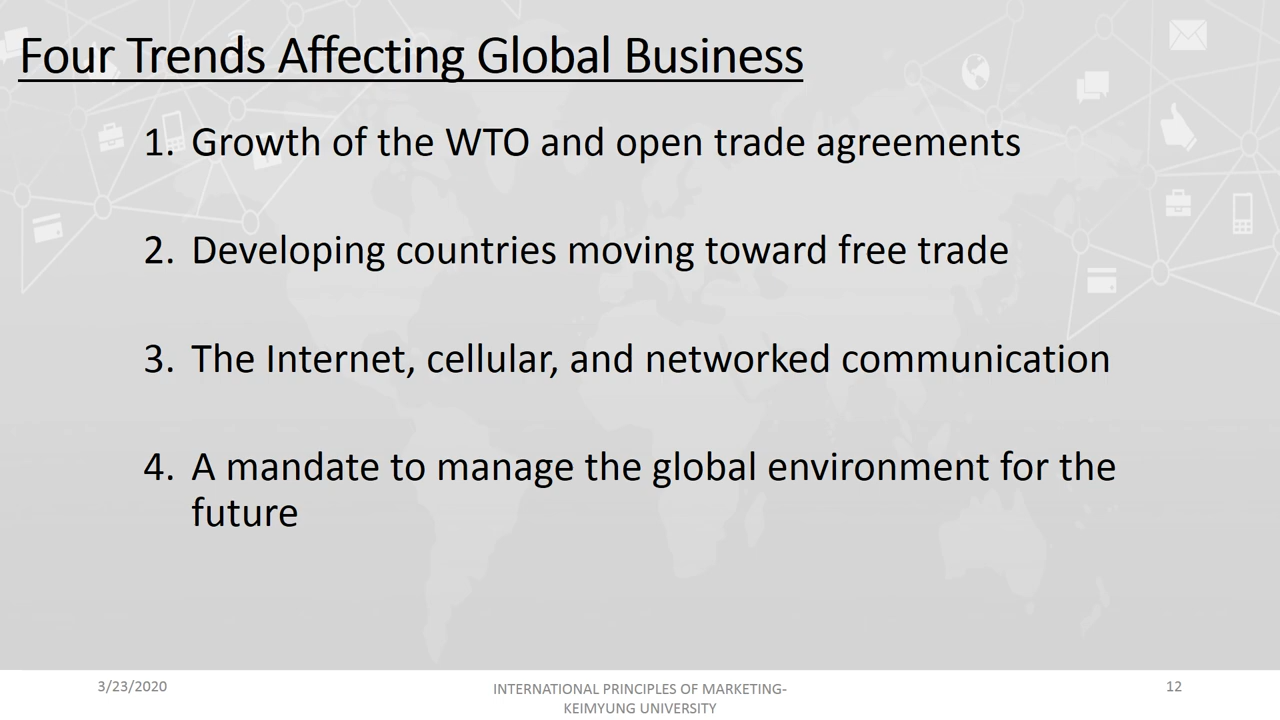 Four Trends Affecting Global Business
1. Growth of the WTO and open trade agreements
2. Developing countries moving toward free trade
3. The Internet, cellular, and networked communication
4. A mandate to manage the global environment for the
future
3/23/2020
INTERNATIONAL PRINCIPLES OF MARKETING-
KEIMYUNG UNIVERSITY
12